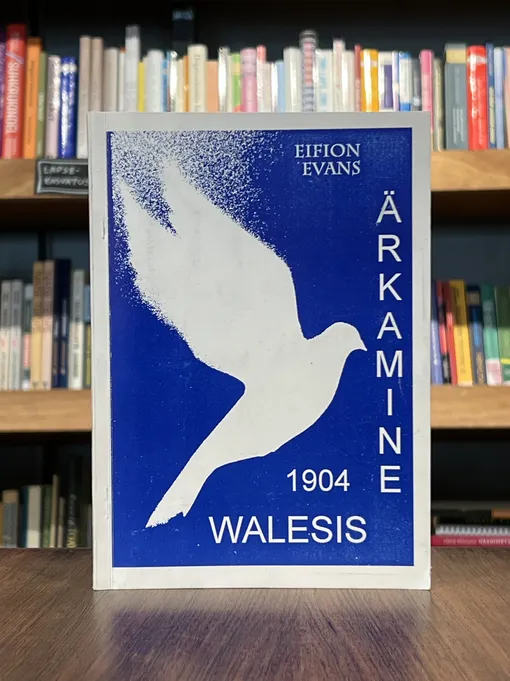 EIFION
EVANS
ÄRKAMINE
1904
WALESIS
LAPSE-
KASVATUS